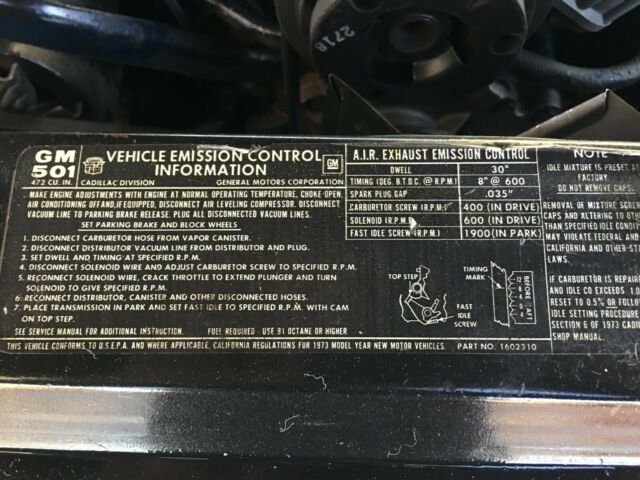 2718
GM
501
472 CU. IN.
VEHICLE EMISSION CONTROL
INFORMATION
GM
CADILLAC DIVISION GENERAL MOTORS CORPORATION
MAKE ENGINE ADJUSTMENTS WITH ENGINE AT NORMAL OPERATING TEMPERATURE, CHOKE OPEN,
AIR CONDITIONING OFF AND, IF EQUIPPED, DISCONNECT AIR LEVELING COMPRESSOR. DISCONNECT
VACUUM LINE TO PARKING BRAKE RELEASE. PLUG ALL DISCONNECTED VACUUM LINES.
SET PARKING BRAKE AND BLOCK WHEELS
1. DISCONNECT CARBURETOR HOSE FROM VAPOR CANISTER.
2. DISCONNECT DISTRIBUTOR VACUUM LINE FROM DISTRIBUTOR AND PLUG.
3. SET DWELL AND TIMING AT SPECIFIED R.P.M.
4. DISCONNECT SOLENOID WIRE AND ADJUST CARBURETOR SCREW TO SPECIFIED R.P.M.
5. RECONNECT SOLENOID WIRE, CRACK THROTTLE TO EXTEND PLUNGER AND TURN
SOLENOID TO SPECIFIED R.P.M.
6. RECONNECT DISTRIBUTOR, CANISTER AND OTHER DISCONNECTED HOSES.
7. PLACE TRANSMISSION IN PARK AND SET FAST IDLE TO SPECIFIED R.P.M. WITH CAM
ON TOP STEP.
SEE SERVICE MANUAL FOR ADDITIONAL INSTRUCTION. FUEL REQUIRED - USE 91 OCTANE OR HIGHER
THIS VEHICLE CONFORMS TO U.S.E.P.A. AND WHERE APPLICABLE, CALIFORNIA REGULATIONS FOR 1973 MODEL YEAR NEW MOTOR VEHICLES. PART NO. 1602310
A.I.R. EXHAUST EMISSION CONTROL
DWELL 30°
TIMING (DEG. B.T.D.C. @ R.P.M.) 8° @ 600
SPARK PLUG GAP .035"
CARBURETOR SCREW (R.P.M.) 400 (IN DRIVE)
SOLENOID (R.P.M.) 600 (IN DRIVE)
FAST IDLE SCREW (R.P.M.) 1900 (IN PARK)
TOP STEP
FAST
IDLE
SCREW
TIMING
MARK
BEFORE
AFT
NOTE
IDLE MIXTURE IS PRESET AT
FACTORY.
DO NOT REMOVE CAPS.
REMOVAL OF MIXTURE SCREW
CAPS AND ALTERING TO OTHER
THAN SPECIFIED CONDITION
MAY VIOLATE FEDERAL AND
CALIFORNIA AND OTHER STATE
LAWS.
IF CARBURETOR IS REPAIRED
AND IDLE CO EXCEEDS 1.0
RESET TO 0.5% OR FOLLOW
IDLE SETTING PROCEDURE
SECTION 6 OF 1973 CADILLAC
SHOP MANUAL.